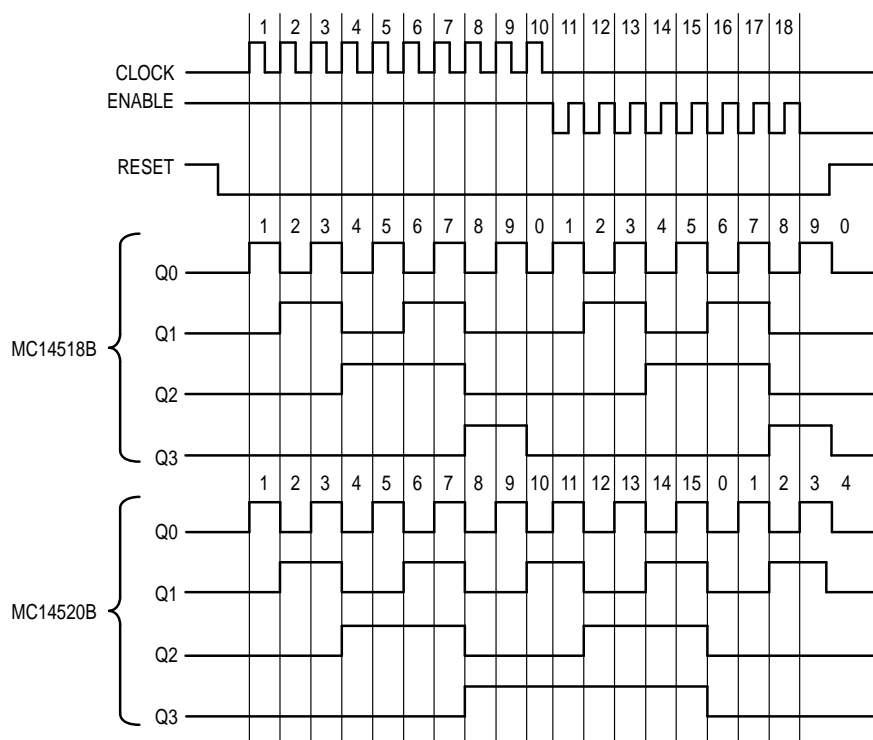 1 2 3 4 5 6 7 8 9 10 11 12 13 14 15 16 17 18
CLOCK
ENABLE
RESET
1 2 3 4 5 6 7 8 9 0 1 2 3 4 5 6 7 8 9 0
Q0
Q1
MC14518B
Q2
Q3
1 2 3 4 5 6 7 8 9 10 11 12 13 14 15 0 1 2 3 4
Q0
Q1
MC14520B
Q2
Q3